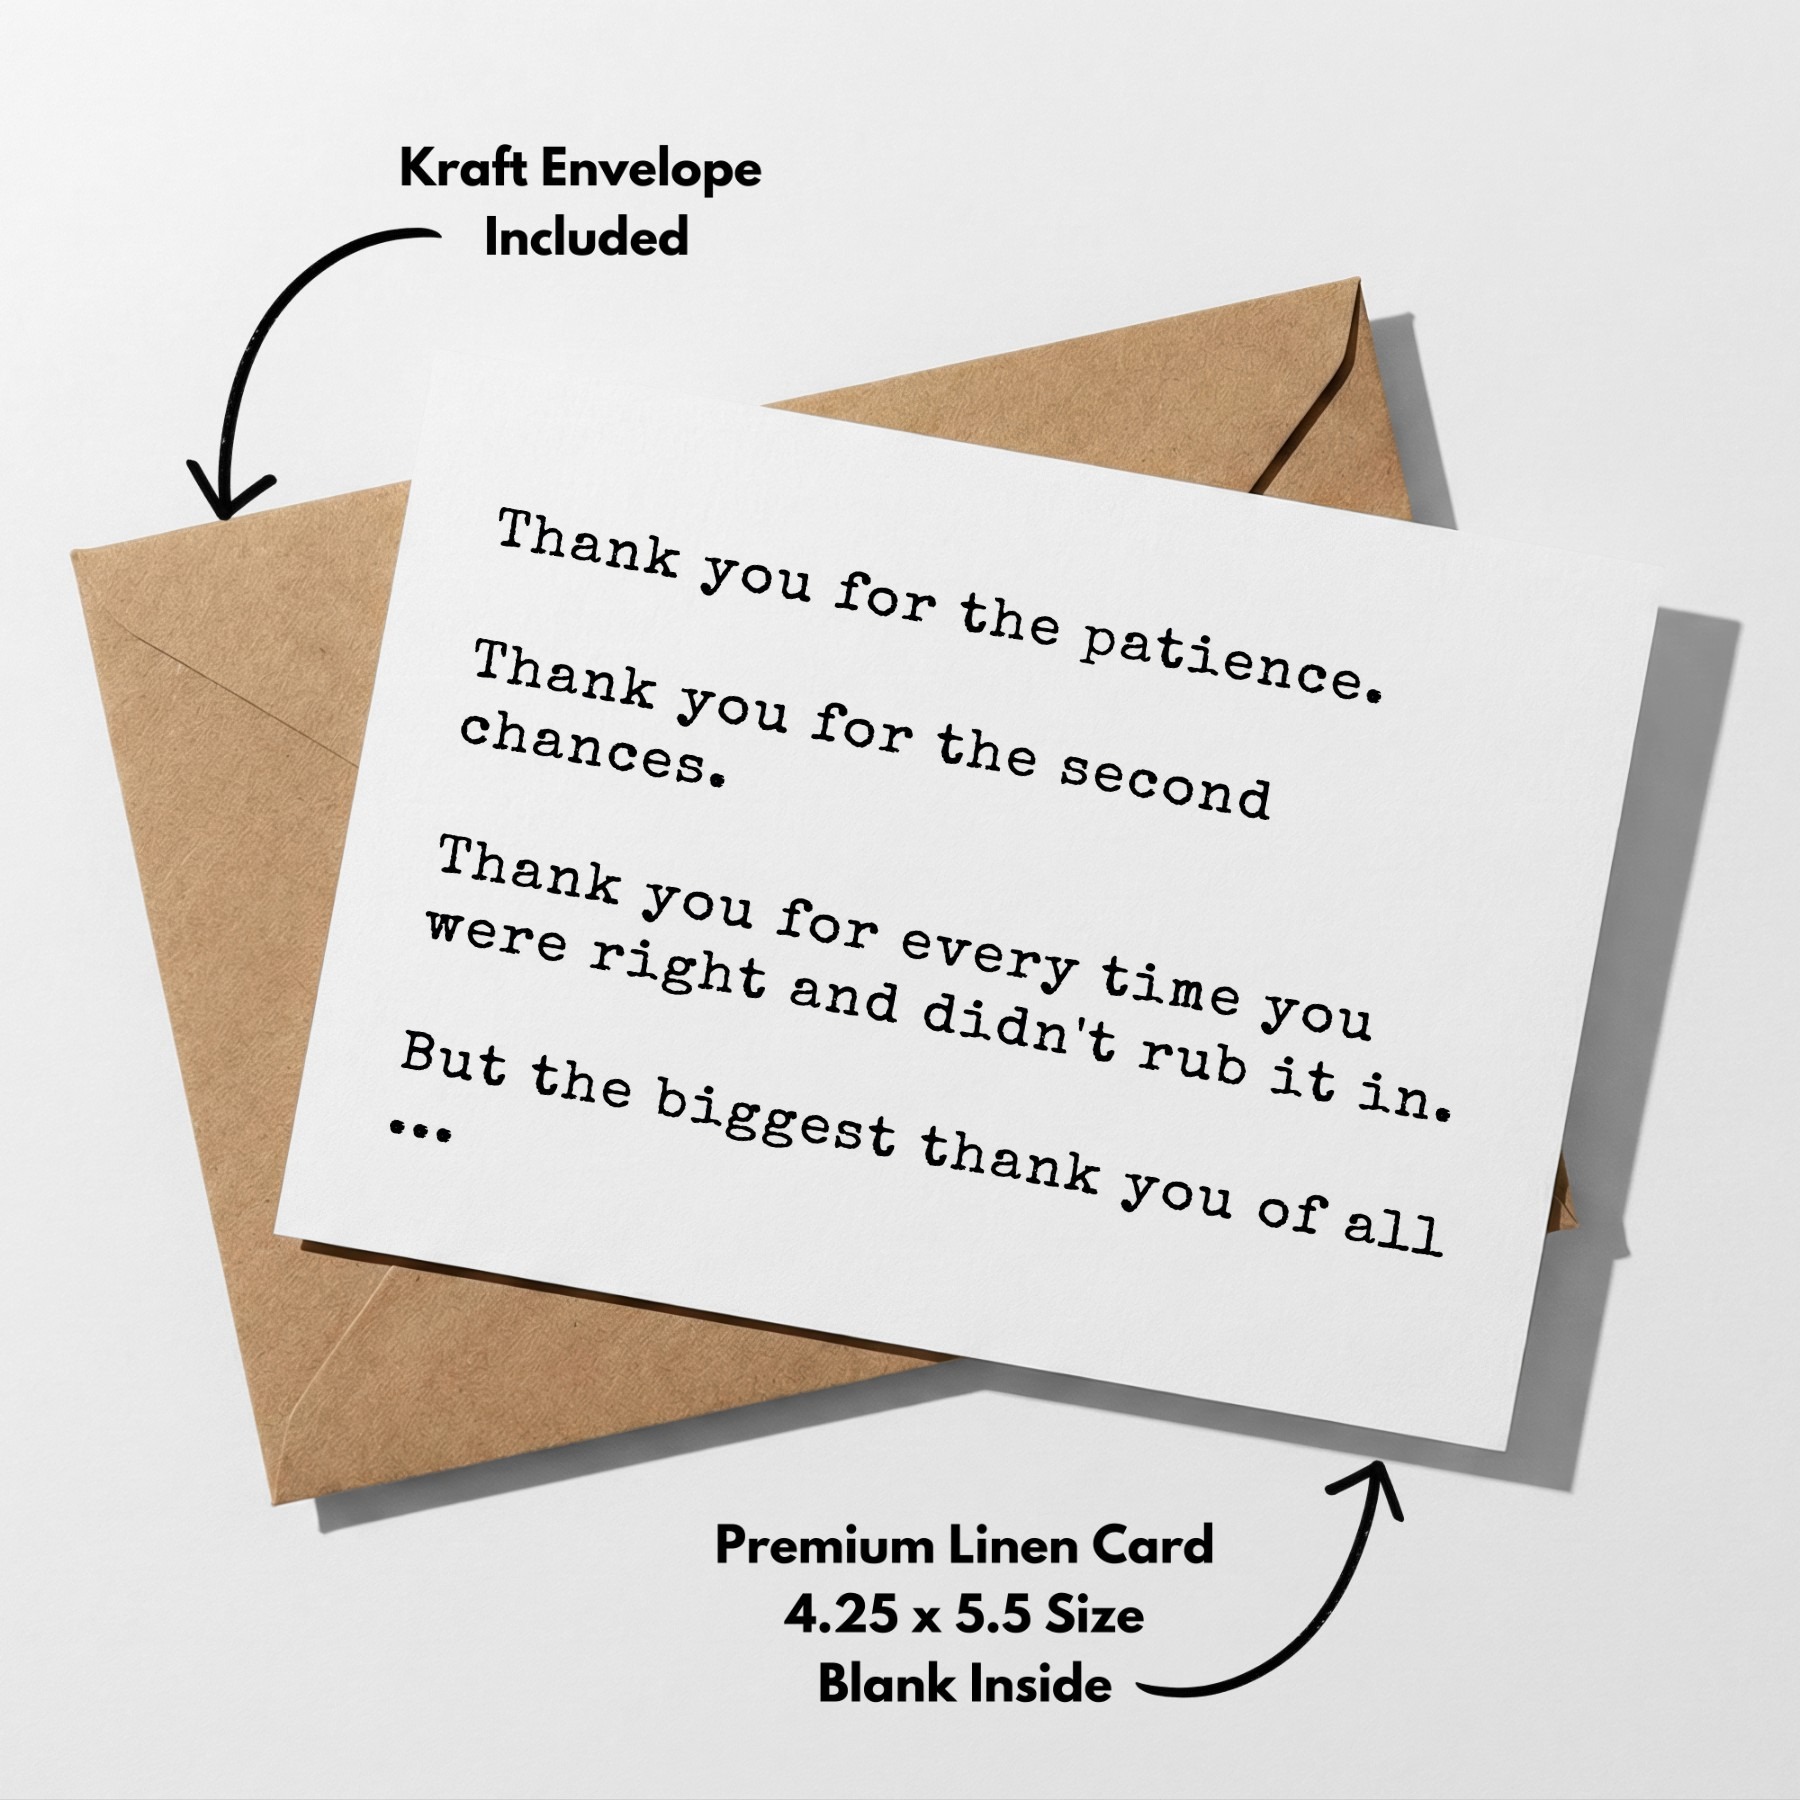 Kraft Envelope
Included
Thank you for the patience.
Thank you for the second
chances.
Thank you for every time you
were right and didn't rub it in.
But the biggest thank you of all
...
Premium Linen Card
4.25 x 5.5 Size
Blank Inside